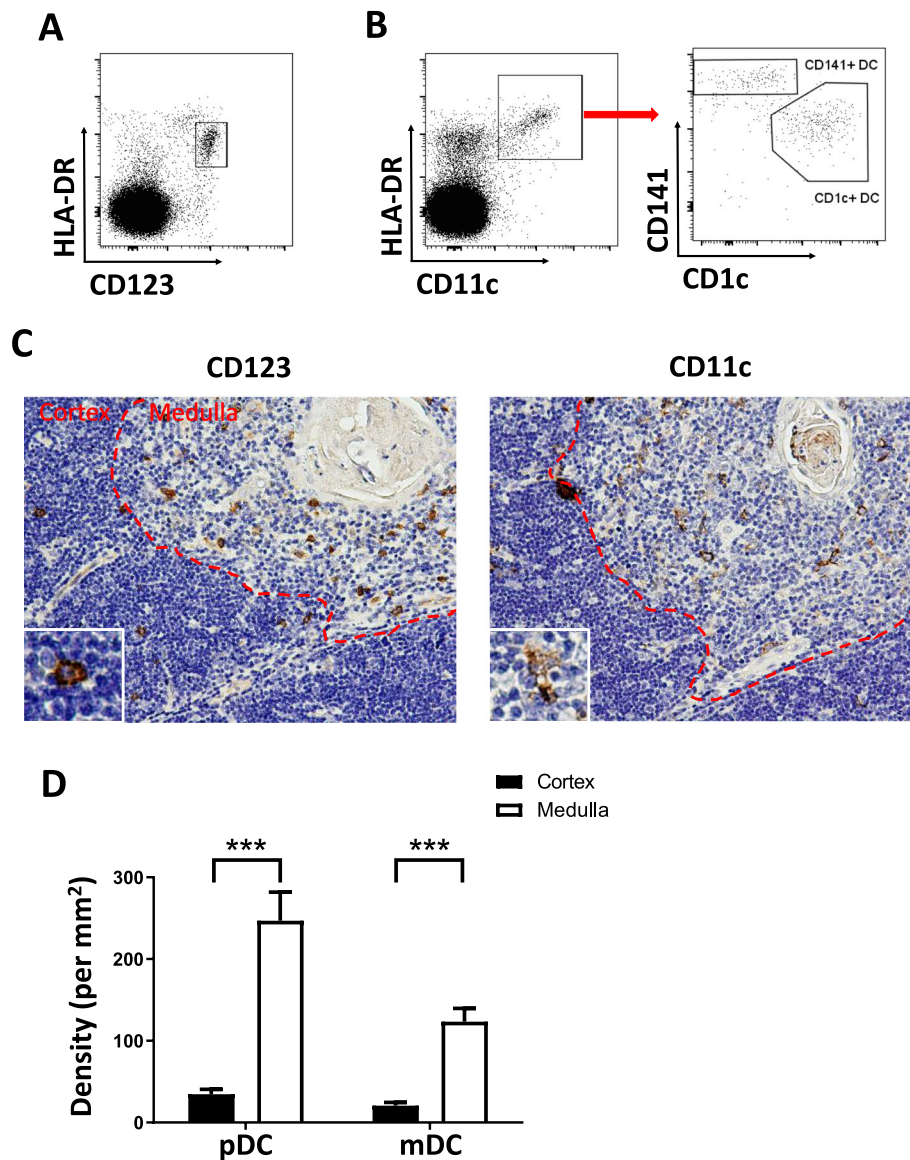 A
HLA-DR
CD123
B
HLA-DR
CD11c
CD141
CD141+ DC
CD1c+ DC
CD1c
C
CD123
CD11c
Cortex Medulla
D
Cortex
Medulla
*** ***
Density (per mm²)
300
200
100
0
pDC mDC